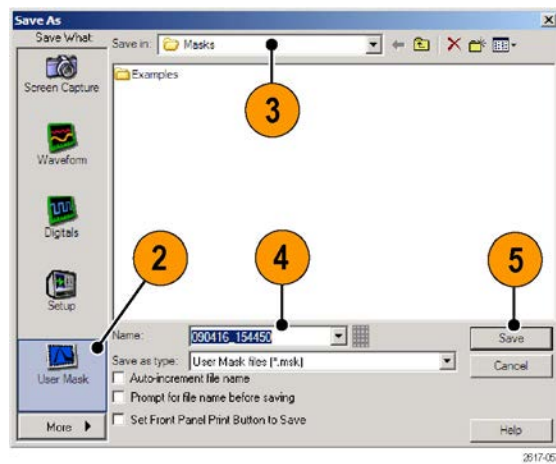 Save As
Save What:
Save in: Masks
Screen Capture
Examples
3
Waveform
Digitals
2
4
5
Setup
Name: 090416_154450
Save
Save as type: User Mask files (*.msk)
Cancel
User Mask
Auto-increment file name
Prompt for file name before saving
Set Front Panel Print Button to Save
More
Help
2617-05